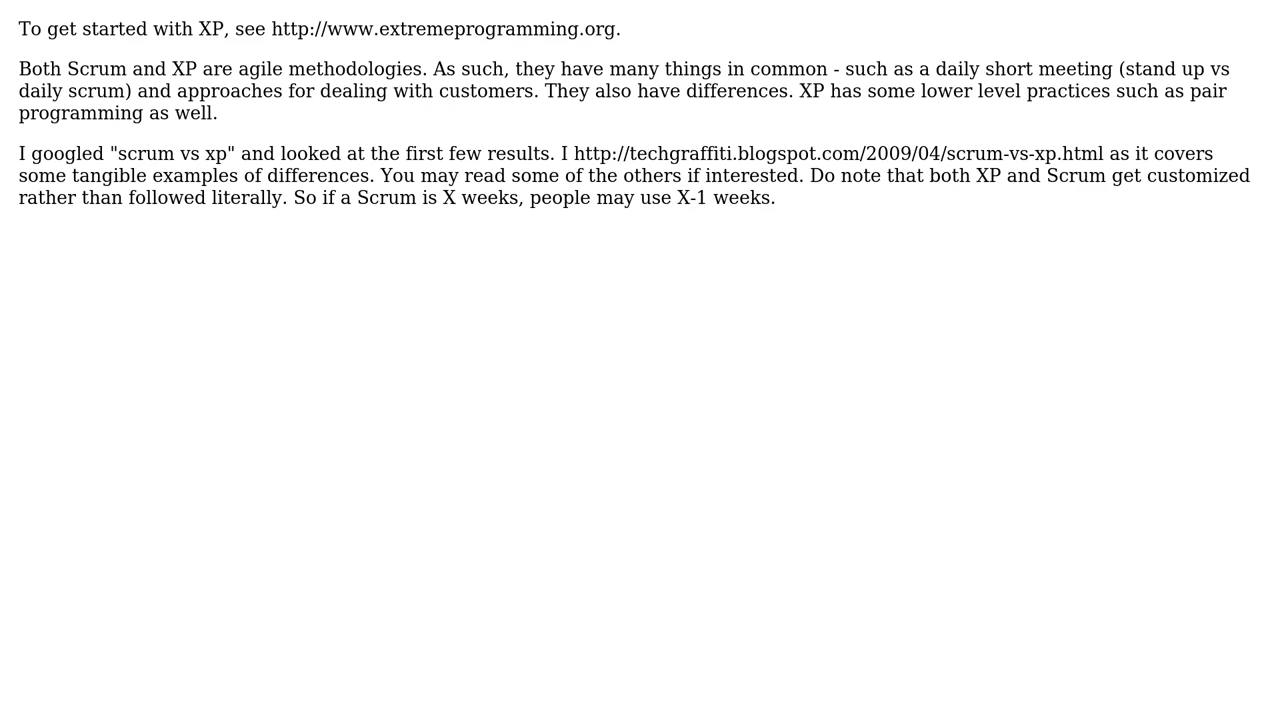 To get started with XP, see http://www.extremeprogramming.org.
Both Scrum and XP are agile methodologies. As such, they have many things in common - such as a daily short meeting (stand up vs
daily scrum) and approaches for dealing with customers. They also have differences. XP has some lower level practices such as pair
programming as well.
I googled "scrum vs xp" and looked at the first few results. I http://techgraffiti.blogspot.com/2009/04/scrum-vs-xp.html as it covers
some tangible examples of differences. You may read some of the others if interested. Do note that both XP and Scrum get customized
rather than followed literally. So if a Scrum is X weeks, people may use X-1 weeks.